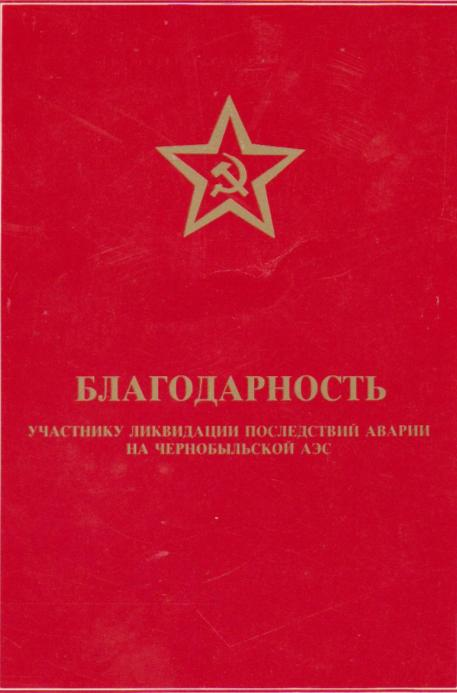 БЛАГОДАРНОСТЬ
УЧАСТНИКУ ЛИКВИДАЦИИ ПОСЛЕДСТВИЙ АВАРИИ
НА ЧЕРНОБЫЛЬСКОЙ АЭС